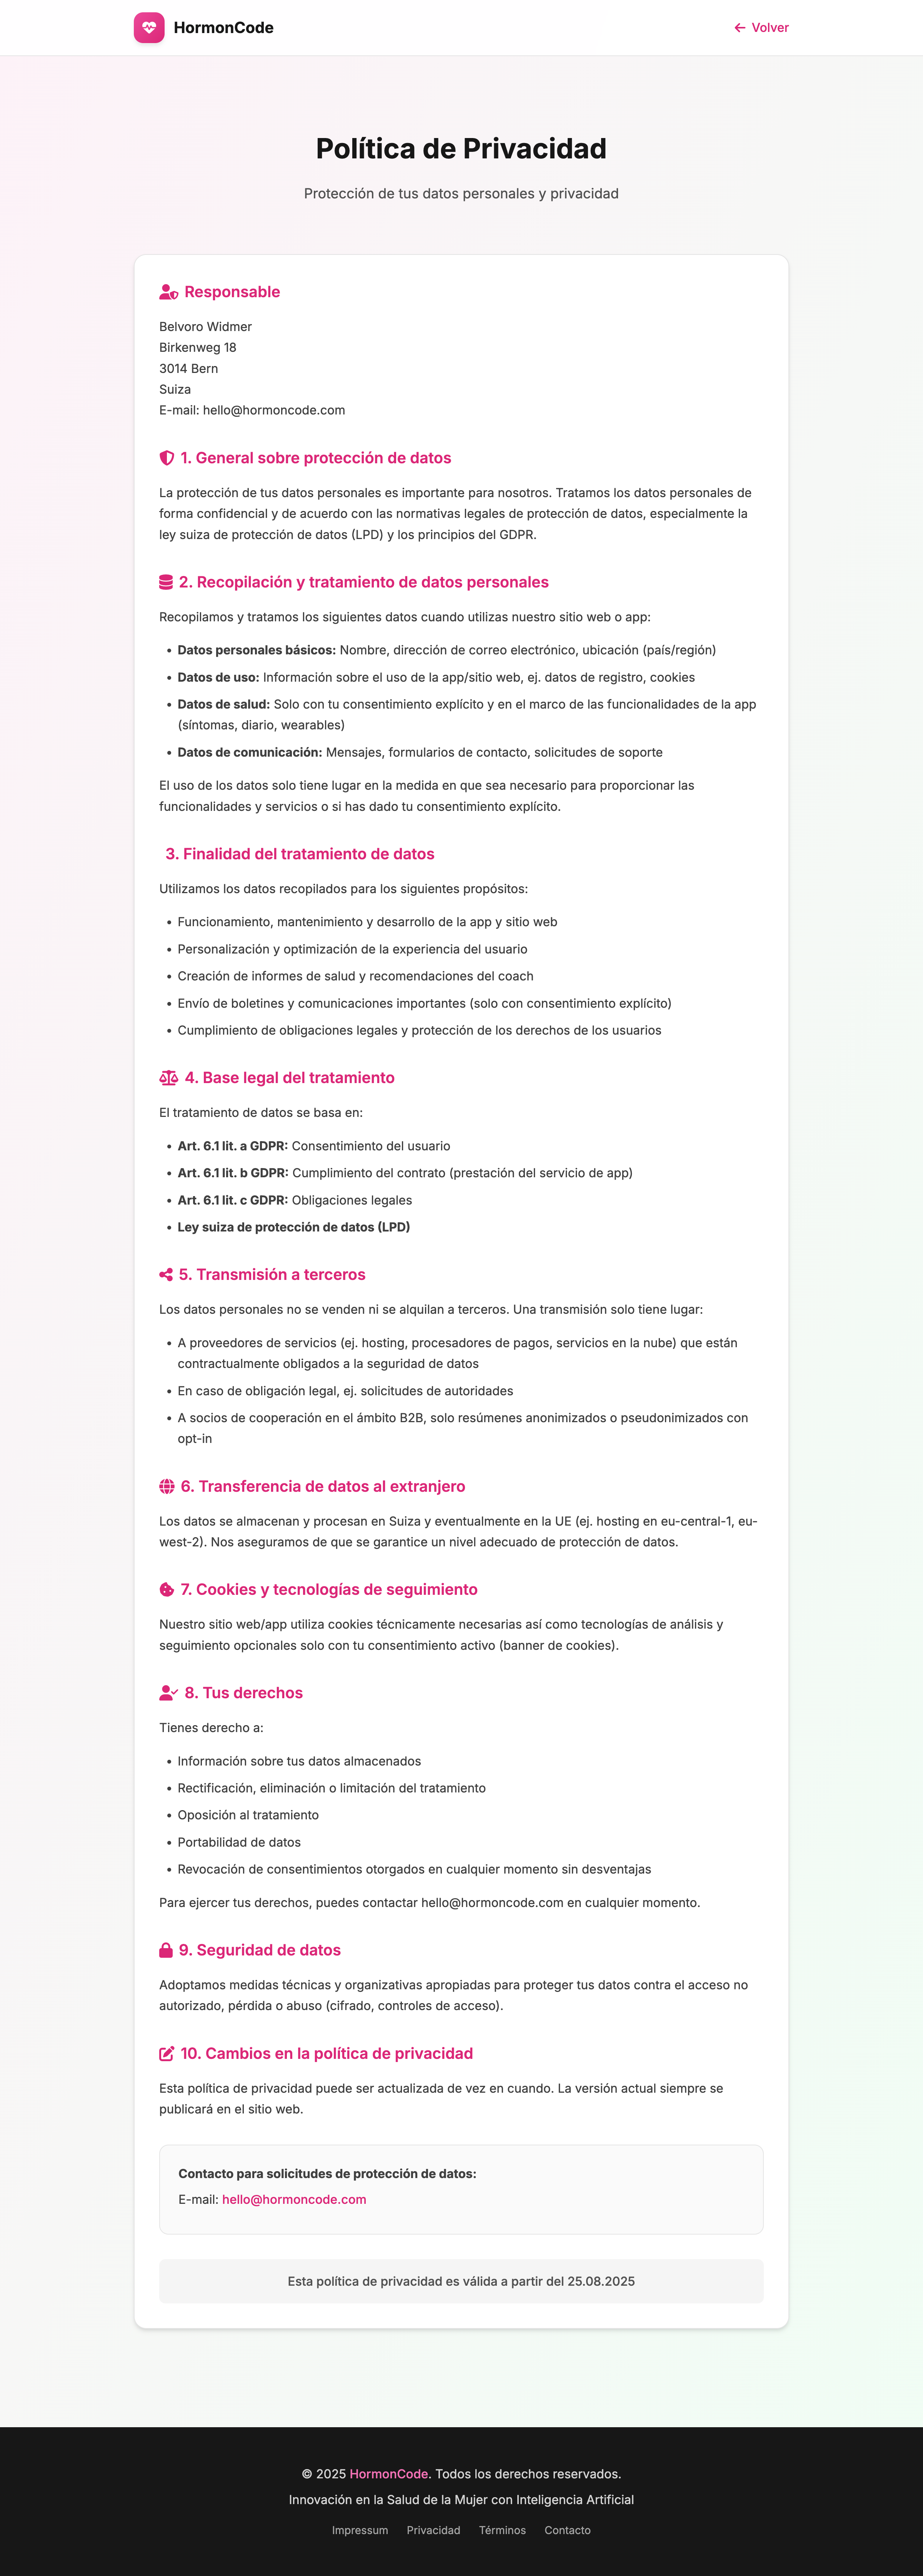 HormonCode
Volver
Política de Privacidad
Protección de tus datos personales y privacidad
Responsable
Belvoro Widmer
Birkenweg 18
3014 Bern
Suiza
E-mail: hello@hormoncode.com
1. General sobre protección de datos
La protección de tus datos personales es importante para nosotros. Tratamos los datos personales de
forma confidencial y de acuerdo con las normativas legales de protección de datos, especialmente la
ley suiza de protección de datos (LPD) y los principios del GDPR.
2. Recopilación y tratamiento de datos personales
Recopilamos y tratamos los siguientes datos cuando utilizas nuestro sitio web o app:
• Datos personales básicos: Nombre, dirección de correo electrónico, ubicación (país/región)
• Datos de uso: Información sobre el uso de la app/sitio web, ej. datos de registro, cookies
• Datos de salud: Solo con tu consentimiento explícito y en el marco de las funcionalidades de la app
(síntomas, diario, wearables)
• Datos de comunicación: Mensajes, formularios de contacto, solicitudes de soporte
El uso de los datos solo tiene lugar en la medida en que sea necesario para proporcionar las
funcionalidades y servicios o si has dado tu consentimiento explícito.
3. Finalidad del tratamiento de datos
Utilizamos los datos recopilados para los siguientes propósitos:
• Funcionamiento, mantenimiento y desarrollo de la app y sitio web
• Personalización y optimización de la experiencia del usuario
• Creación de informes de salud y recomendaciones del coach
• Envío de boletines y comunicaciones importantes (solo con consentimiento explícito)
• Cumplimiento de obligaciones legales y protección de los derechos de los usuarios
4. Base legal del tratamiento
El tratamiento de datos se basa en:
• Art. 6.1 lit. a GDPR: Consentimiento del usuario
• Art. 6.1 lit. b GDPR: Cumplimiento del contrato (prestación del servicio de app)
• Art. 6.1 lit. c GDPR: Obligaciones legales
• Ley suiza de protección de datos (LPD)
5. Transmisión a terceros
Los datos personales no se venden ni se alquilan a terceros. Una transmisión solo tiene lugar:
• A proveedores de servicios (ej. hosting, procesadores de pagos, servicios en la nube) que están
contractualmente obligados a la seguridad de datos
• En caso de obligación legal, ej. solicitudes de autoridades
• A socios de cooperación en el ámbito B2B, solo resúmenes anonimizados o pseudonimizados con
opt-in
6. Transferencia de datos al extranjero
Los datos se almacenan y procesan en Suiza y eventualmente en la UE (ej. hosting en eu-central-1, eu-
west-2). Nos aseguramos de que se garantice un nivel adecuado de protección de datos.
7. Cookies y tecnologías de seguimiento
Nuestro sitio web/app utiliza cookies técnicamente necesarias así como tecnologías de análisis y
seguimiento opcionales solo con tu consentimiento activo (banner de cookies).
8. Tus derechos
Tienes derecho a:
• Información sobre tus datos almacenados
• Rectificación, eliminación o limitación del tratamiento
• Oposición al tratamiento
• Portabilidad de datos
• Revocación de consentimientos otorgados en cualquier momento sin desventajas
Para ejercer tus derechos, puedes contactar hello@hormoncode.com en cualquier momento.
9. Seguridad de datos
Adoptamos medidas técnicas y organizativas apropiadas para proteger tus datos contra el acceso no
autorizado, pérdida o abuso (cifrado, controles de acceso).
10. Cambios en la política de privacidad
Esta política de privacidad puede ser actualizada de vez en cuando. La versión actual siempre se
publicará en el sitio web.
Contacto para solicitudes de protección de datos:
E-mail: hello@hormoncode.com
Esta política de privacidad es válida a partir del 25.08.2025
© 2025 HormonCode. Todos los derechos reservados.
Innovación en la Salud de la Mujer con Inteligencia Artificial
Impressum Privacidad Términos Contacto